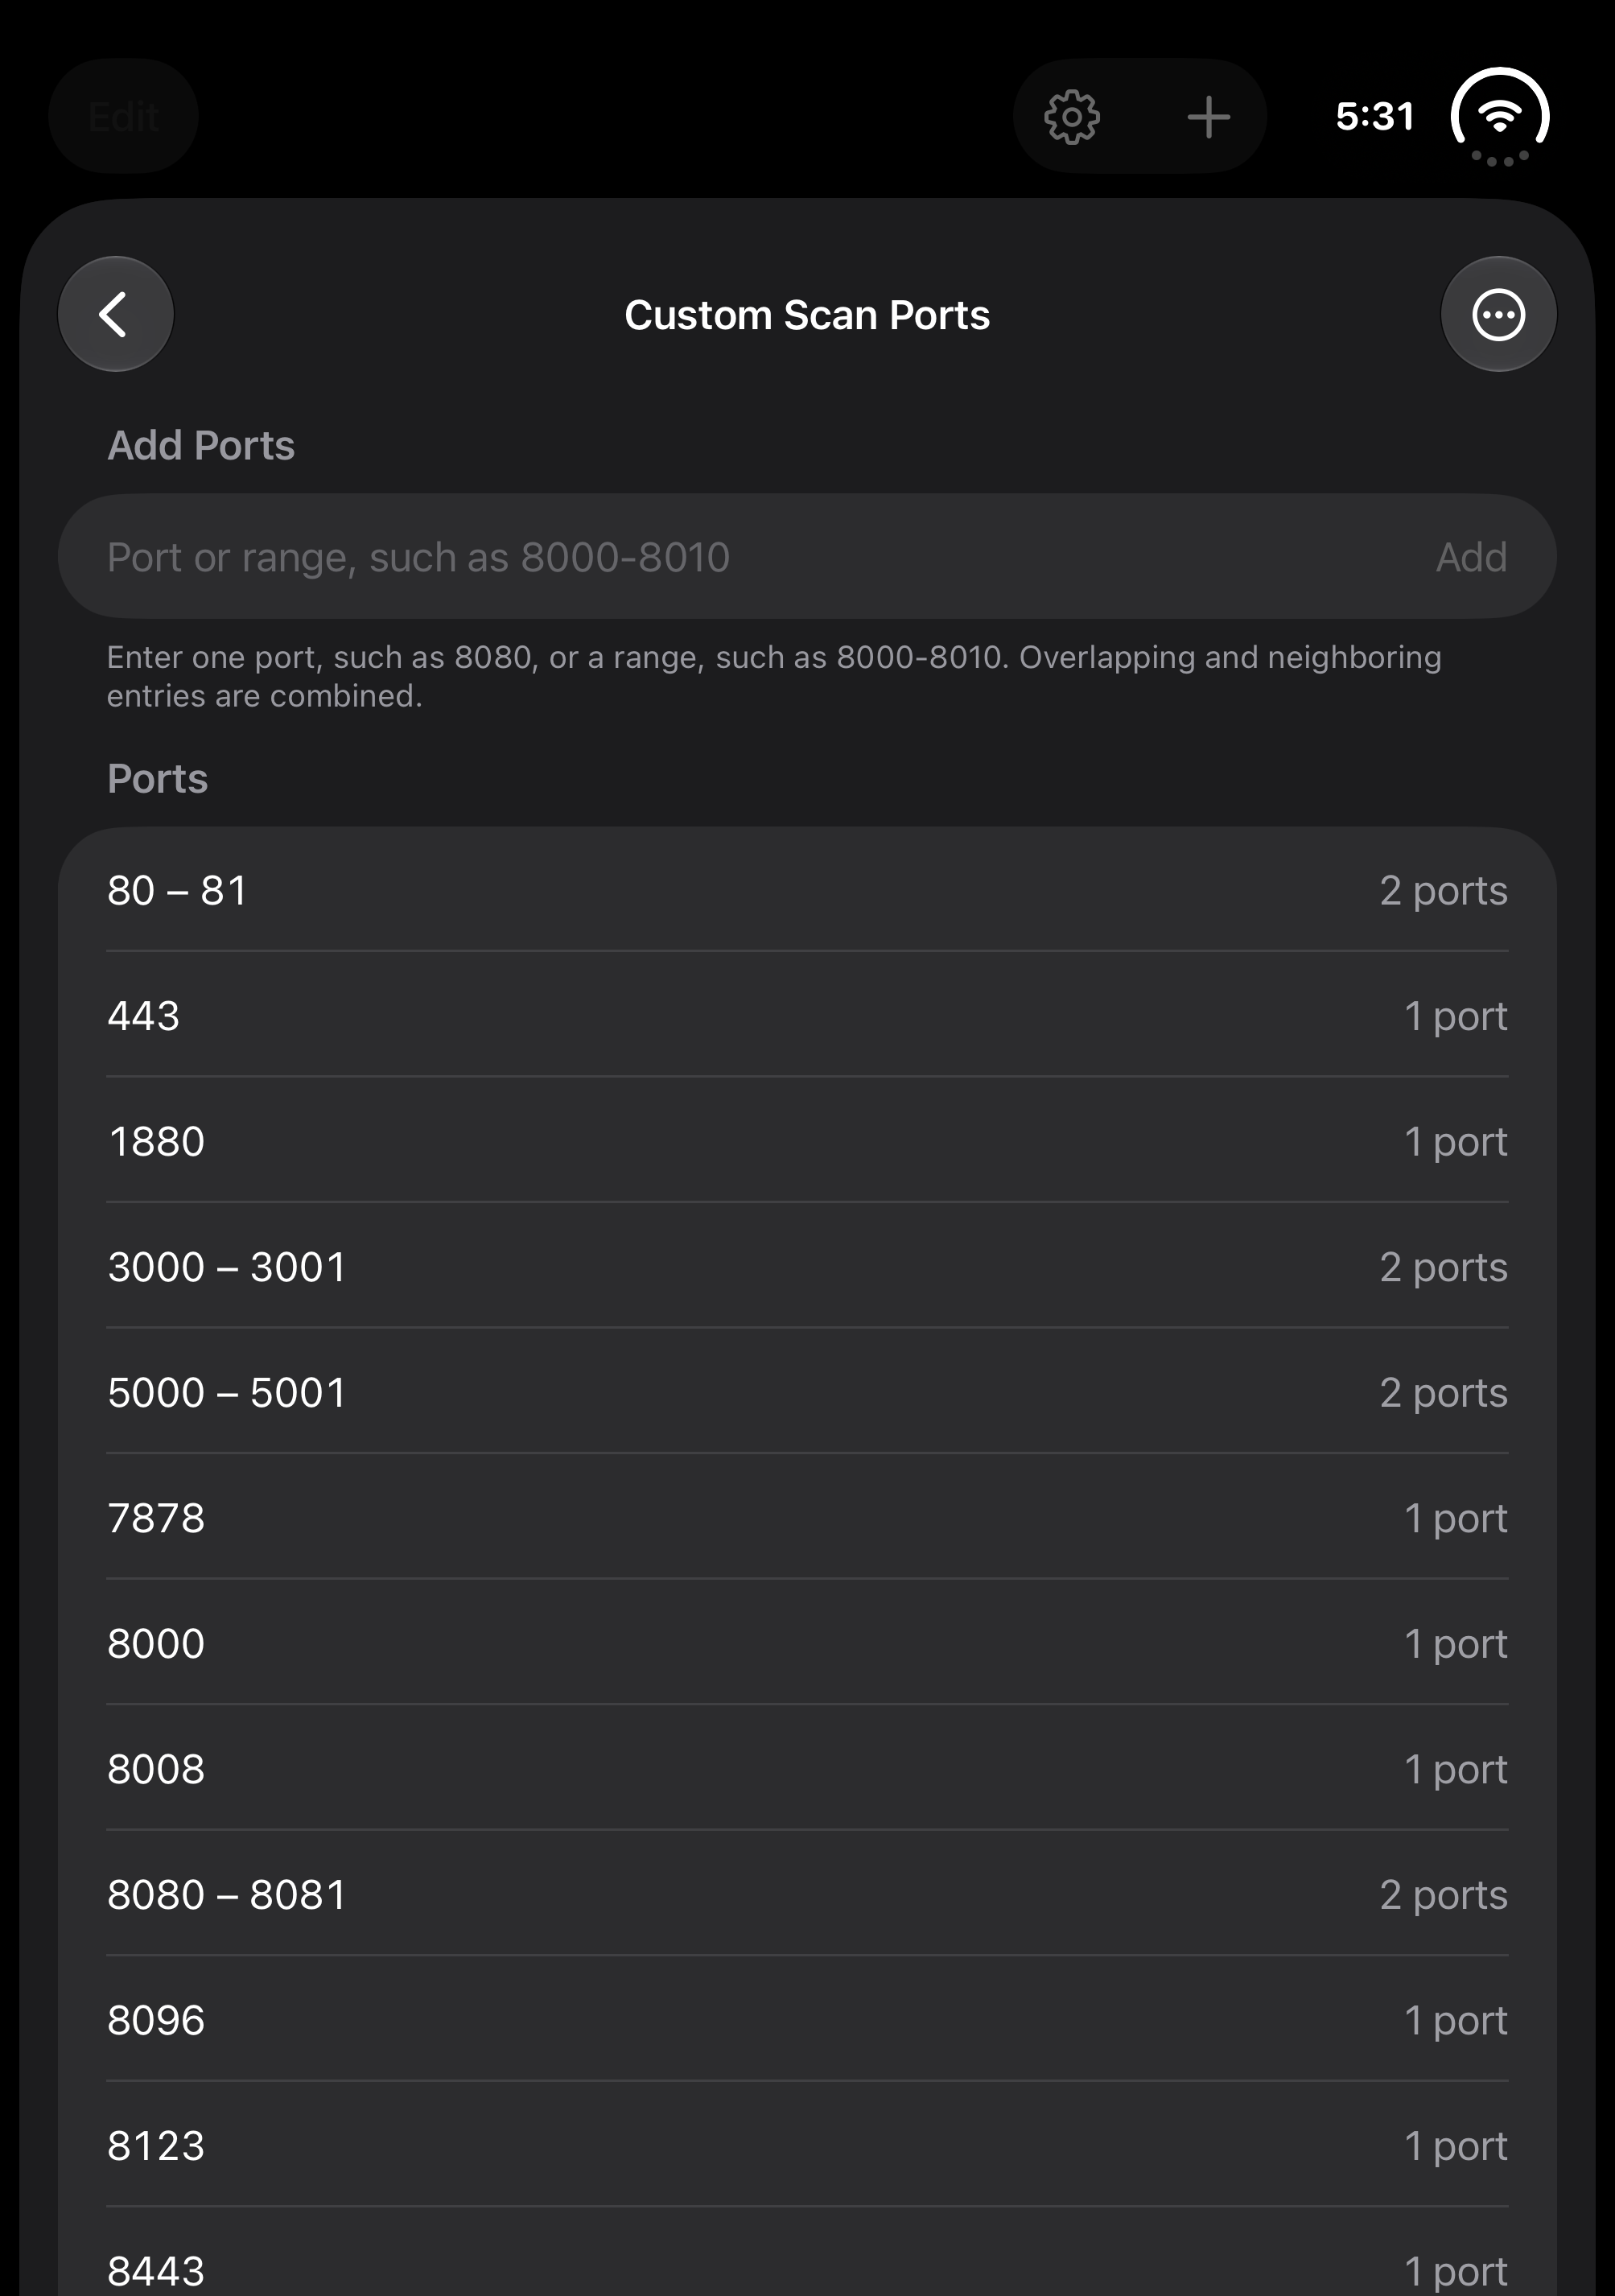 Edit
5:31
Custom Scan Ports
Add Ports
Port or range, such as 8000-8010 Add
Enter one port, such as 8080, or a range, such as 8000-8010. Overlapping and neighboring
entries are combined.
Ports
80 – 81 2 ports
443 1 port
1880 1 port
3000 – 3001 2 ports
5000 – 5001 2 ports
7878 1 port
8000 1 port
8008 1 port
8080 – 8081 2 ports
8096 1 port
8123 1 port
8443 1 port